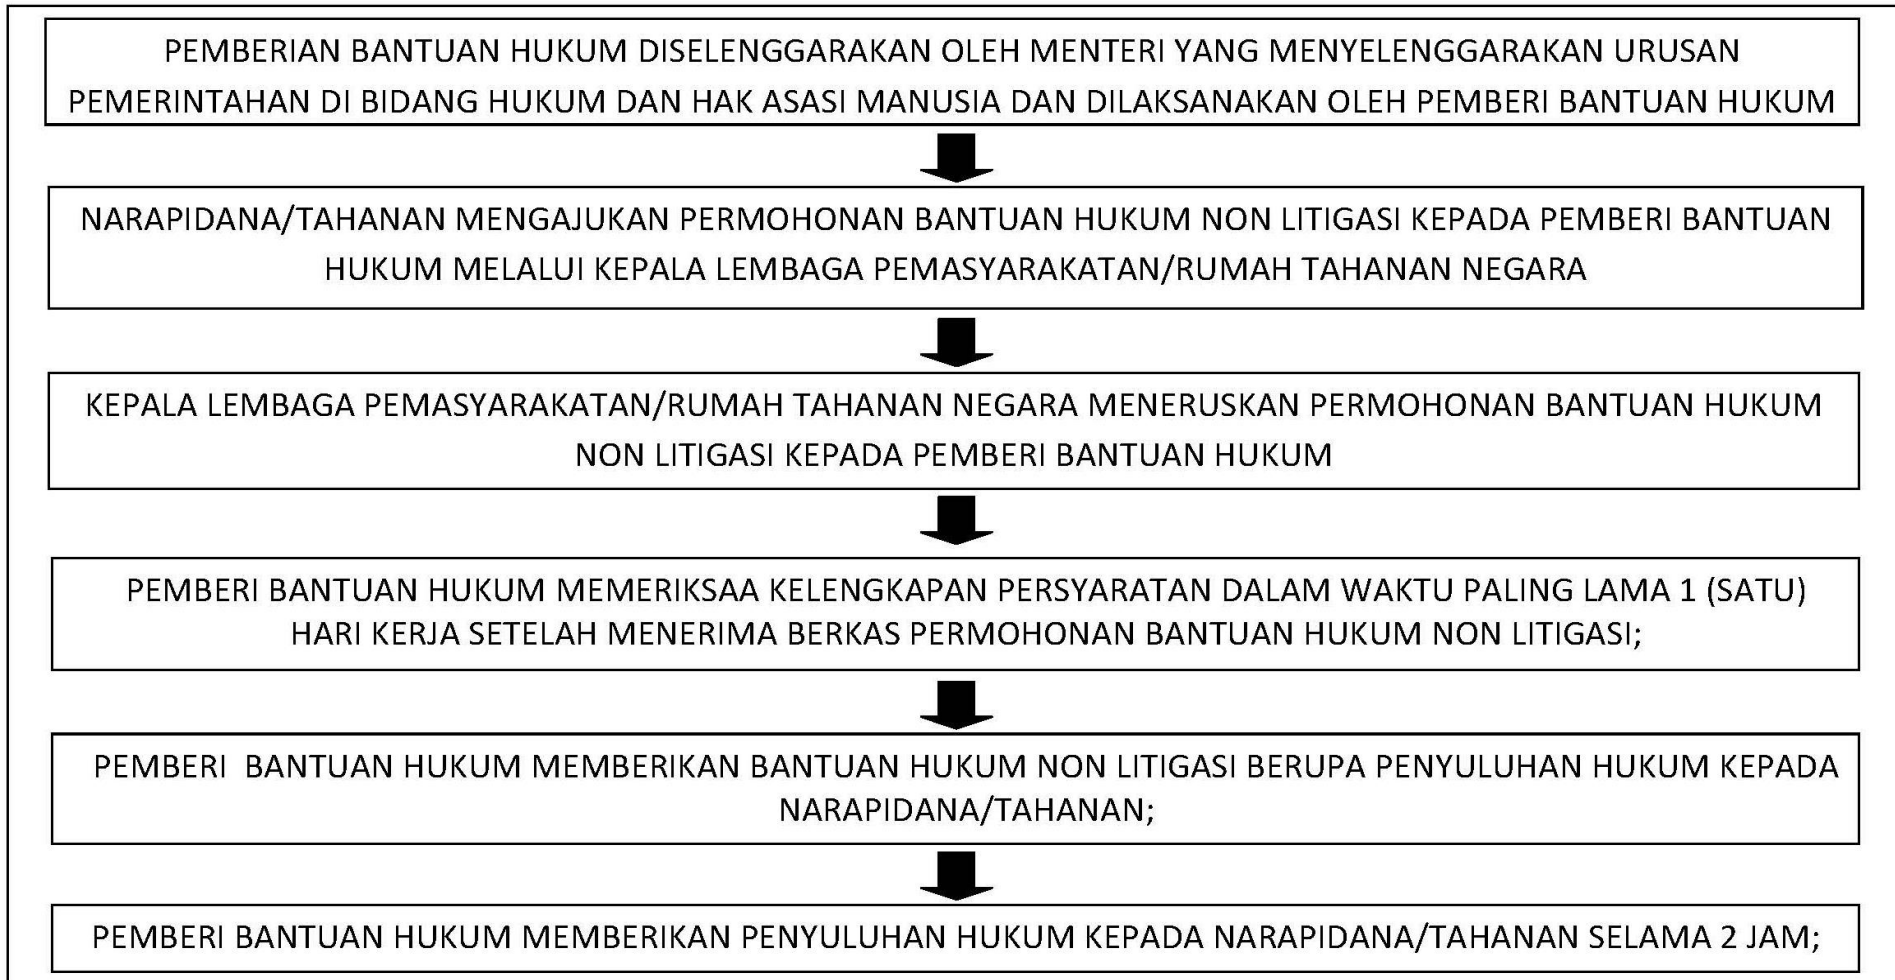 PEMBERIAN BANTUAN HUKUM DISELENGGARAKAN OLEH MENTERI YANG MENYELENGGARAKAN URUSAN
PEMERINTAHAN DI BIDANG HUKUM DAN HAK ASASI MANUSIA DAN DILAKSANAKAN OLEH PEMBERI BANTUAN HUKUM
NARAPIDANA/TAHANAN MENGAJUKAN PERMOHONAN BANTUAN HUKUM NON LITIGASI KEPADA PEMBERI BANTUAN
HUKUM MELALUI KEPALA LEMBAGA PEMASYARAKATAN/RUMAH TAHANAN NEGARA
KEPALA LEMBAGA PEMASYARAKATAN/RUMAH TAHANAN NEGARA MENERUSKAN PERMOHONAN BANTUAN HUKUM
NON LITIGASI KEPADA PEMBERI BANTUAN HUKUM
PEMBERI BANTUAN HUKUM MEMERIKSAA KELENGKAPAN PERSYARATAN DALAM WAKTU PALING LAMA 1 (SATU)
HARI KERJA SETELAH MENERIMA BERKAS PERMOHONAN BANTUAN HUKUM NON LITIGASI;
PEMBERI BANTUAN HUKUM MEMBERIKAN BANTUAN HUKUM NON LITIGASI BERUPA PENYULUHAN HUKUM KEPADA
NARAPIDANA/TAHANAN;
PEMBERI BANTUAN HUKUM MEMBERIKAN PENYULUHAN HUKUM KEPADA NARAPIDANA/TAHANAN SELAMA 2 JAM;